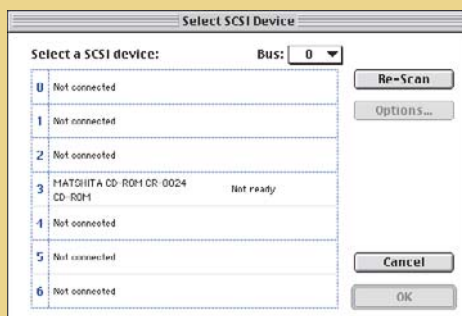 Select SCSI Device
Select a SCSI device:
Bus: 0
Re-Scan
Options...
0 Not connected
1 Not connected
2 Not connected
3 MATSHITA CD-ROM CR-8024 Not ready
CD-ROM
4 Not connected
5 Not connected
6 Not connected
Cancel
OK